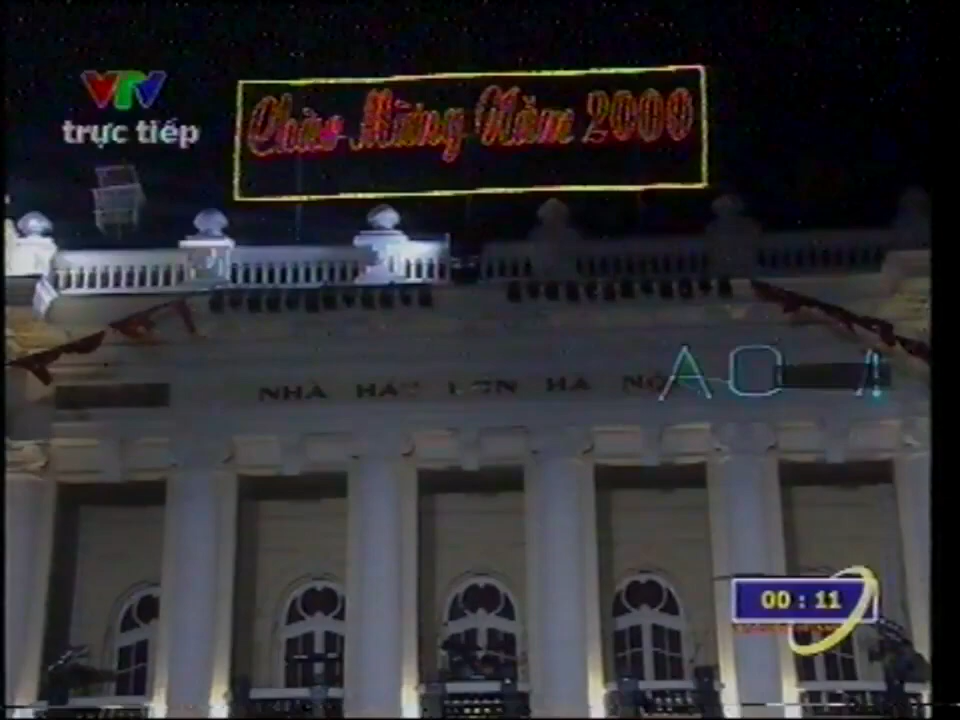 VTV
trực tiếp
Chào Mừng Năm 2000
NHÀ HÁT LỚN HÀ NỘI
00 : 11